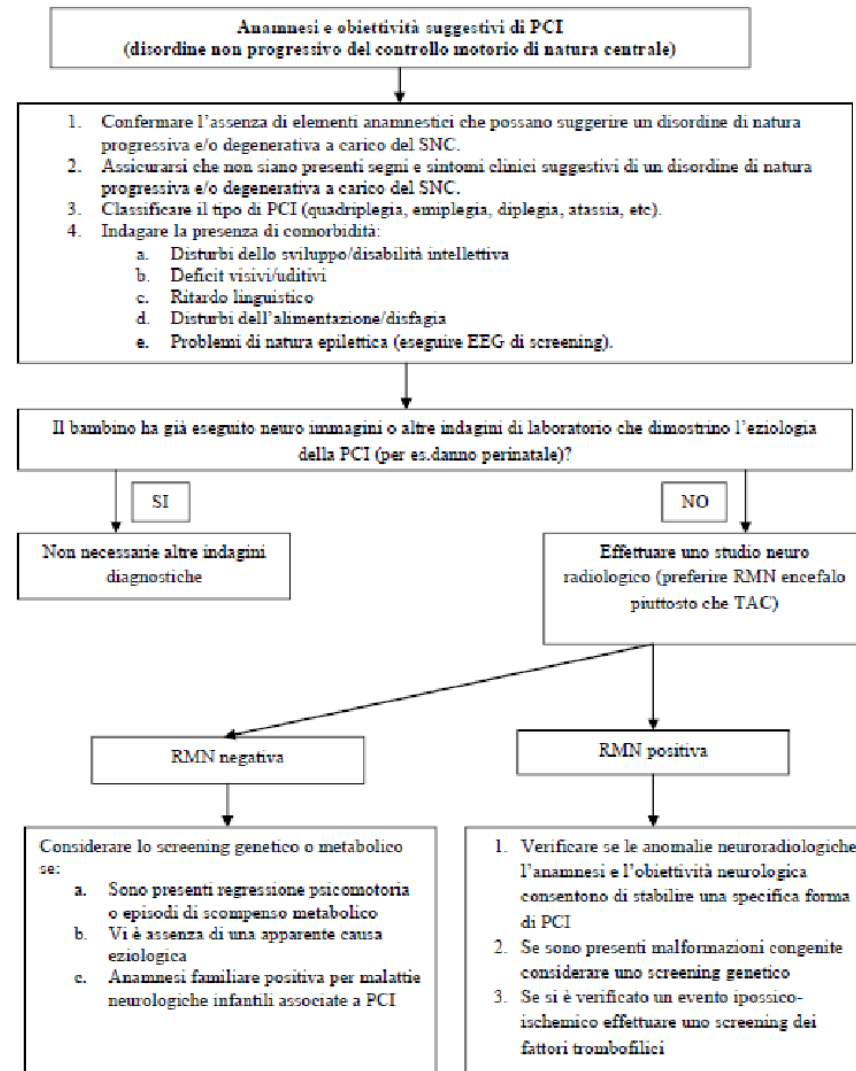 Anamnesi e obiettività suggestivi di PCI
(disordine non progressivo del controllo motorio di natura centrale)
1. Confermare l'assenza di elementi anamnestici che possano suggerire un disordine di natura
progressiva e/o degenerativa a carico del SNC.
2. Assicurarsi che non siano presenti segni e sintomi clinici suggestivi di un disordine di natura
progressiva e/o degenerativa a carico del SNC.
3. Classificare il tipo di PCI (quadriplegia, emiplegia, diplegia, atassia, etc).
4. Indagare la presenza di comorbidità:
a. Disturbi dello sviluppo/disabilità intellettiva
b. Deficit visivi/uditivi
c. Ritardo linguistico
d. Disturbi dell'alimentazione/disfagia
e. Problemi di natura epilettica (eseguire EEG di screening).
Il bambino ha già eseguito neuro immagini o altre indagini di laboratorio che dimostrino l'eziologia
della PCI (per es.danno perinatale)?
SI
NO
Non necessarie altre indagini
diagnostiche
Effettuare uno studio neuro
radiologico (preferire RMN encefalo
piuttosto che TAC)
RMN negativa
RMN positiva
Considerare lo screening genetico o metabolico
se:
a. Sono presenti regressione psicomotoria
o episodi di scompenso metabolico
b. Vi è assenza di una apparente causa
eziologica
c. Anamnesi familiare positiva per malattie
neurologiche infantili associate a PCI
1. Verificare se le anomalie neuroradiologiche
l'anamnesi e l'obiettività neurologica
consentono di stabilire una specifica forma
di PCI
2. Se sono presenti malformazioni congenite
considerare uno screening genetico
3. Se si è verificato un evento ipossico-
ischemico effettuare uno screening dei
fattori trombofilici